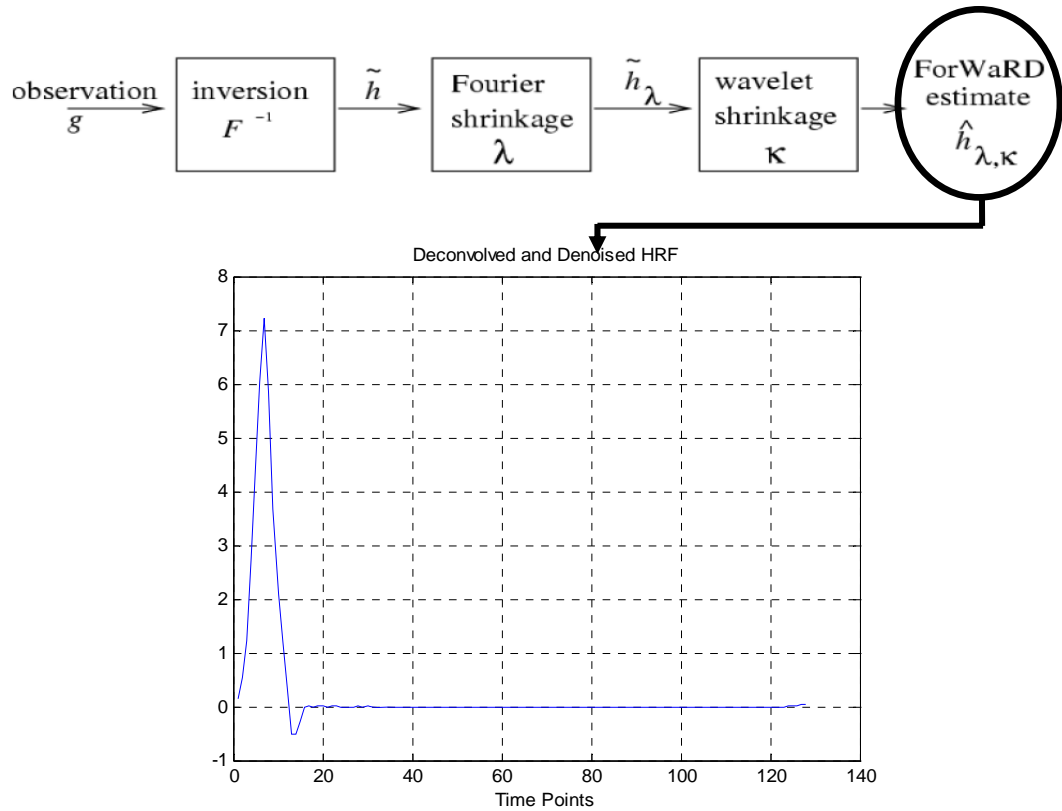 observation
g
inversion
F⁻¹
h̃
Fourier
shrinkage
λ
h̃λ
wavelet
shrinkage
κ
ForWaRD
estimate
ĥλ,κ
Deconvolved and Denoised HRF
8
7
6
5
4
3
2
1
0
-1
0 20 40 60 80 100 120 140
Time Points